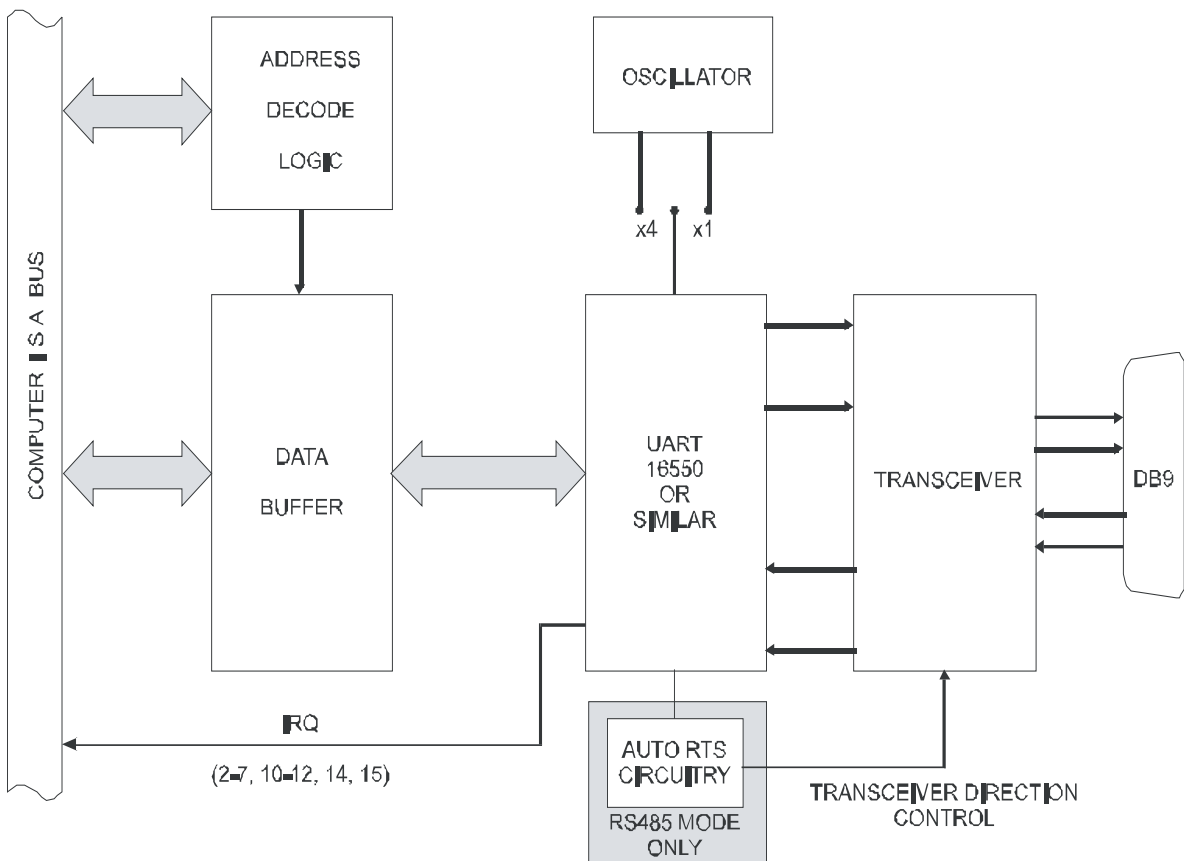 ADDRESS
DECODE
LOGIC
OSCILLATOR
x4
x1
COMPUTER ISA BUS
DATA
BUFFER
UART
16550
OR
SIMILAR
TRANSCEIVER
DB9
IRQ
(2-7, 10-12, 14, 15)
AUTO RTS
CIRCUITRY
RS485 MODE
ONLY
TRANSCEIVER DIRECTION
CONTROL